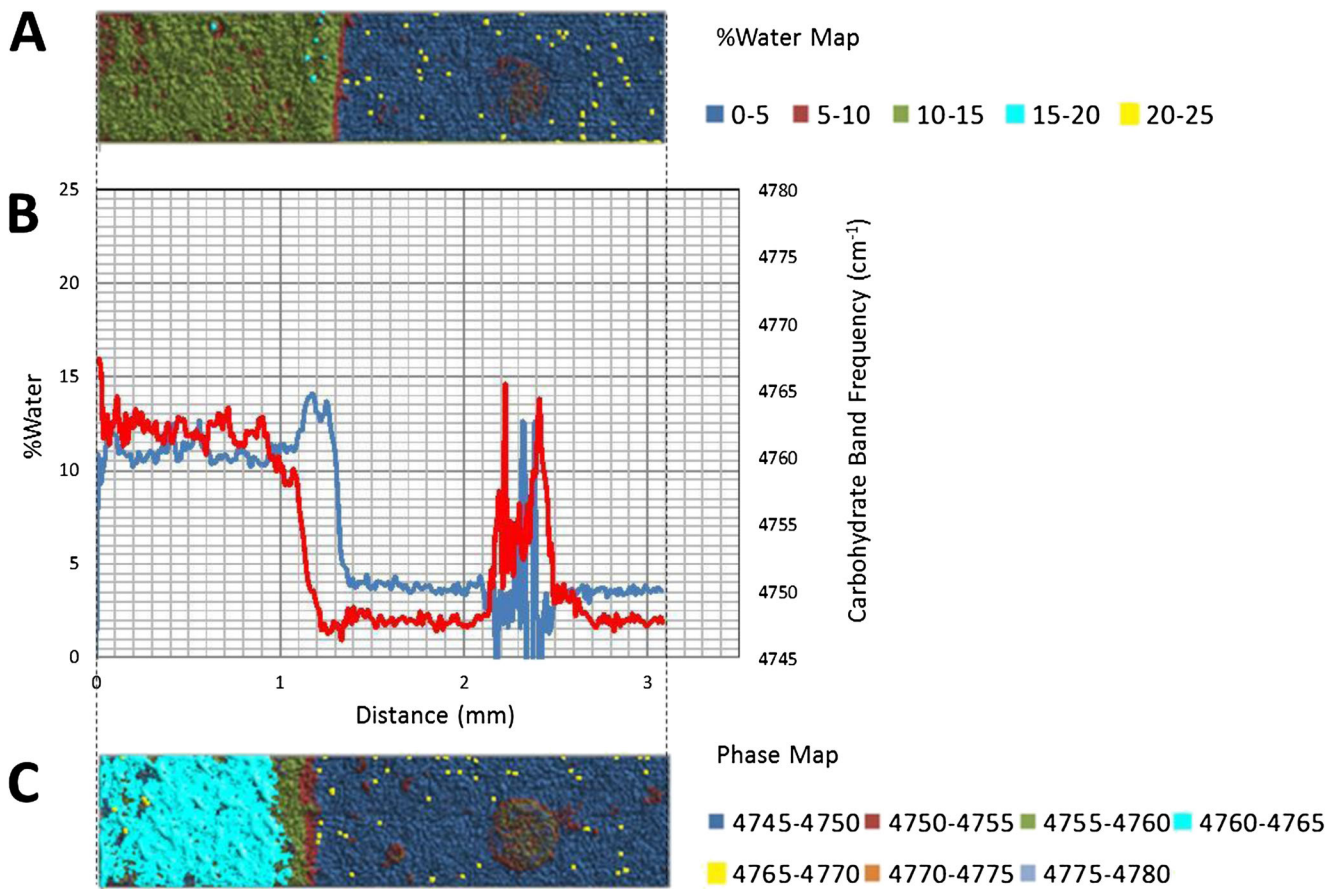 A
%Water Map
0-5 5-10 10-15 15-20 20-25
B
25
20
15
10
5
0
%Water
4780
4775
4770
4765
4760
4755
4750
4745
Carbohydrate Band Frequency (cm-1)
0 1 2 3
Distance (mm)
C
Phase Map
4745-4750 4750-4755 4755-4760 4760-4765
4765-4770 4770-4775 4775-4780